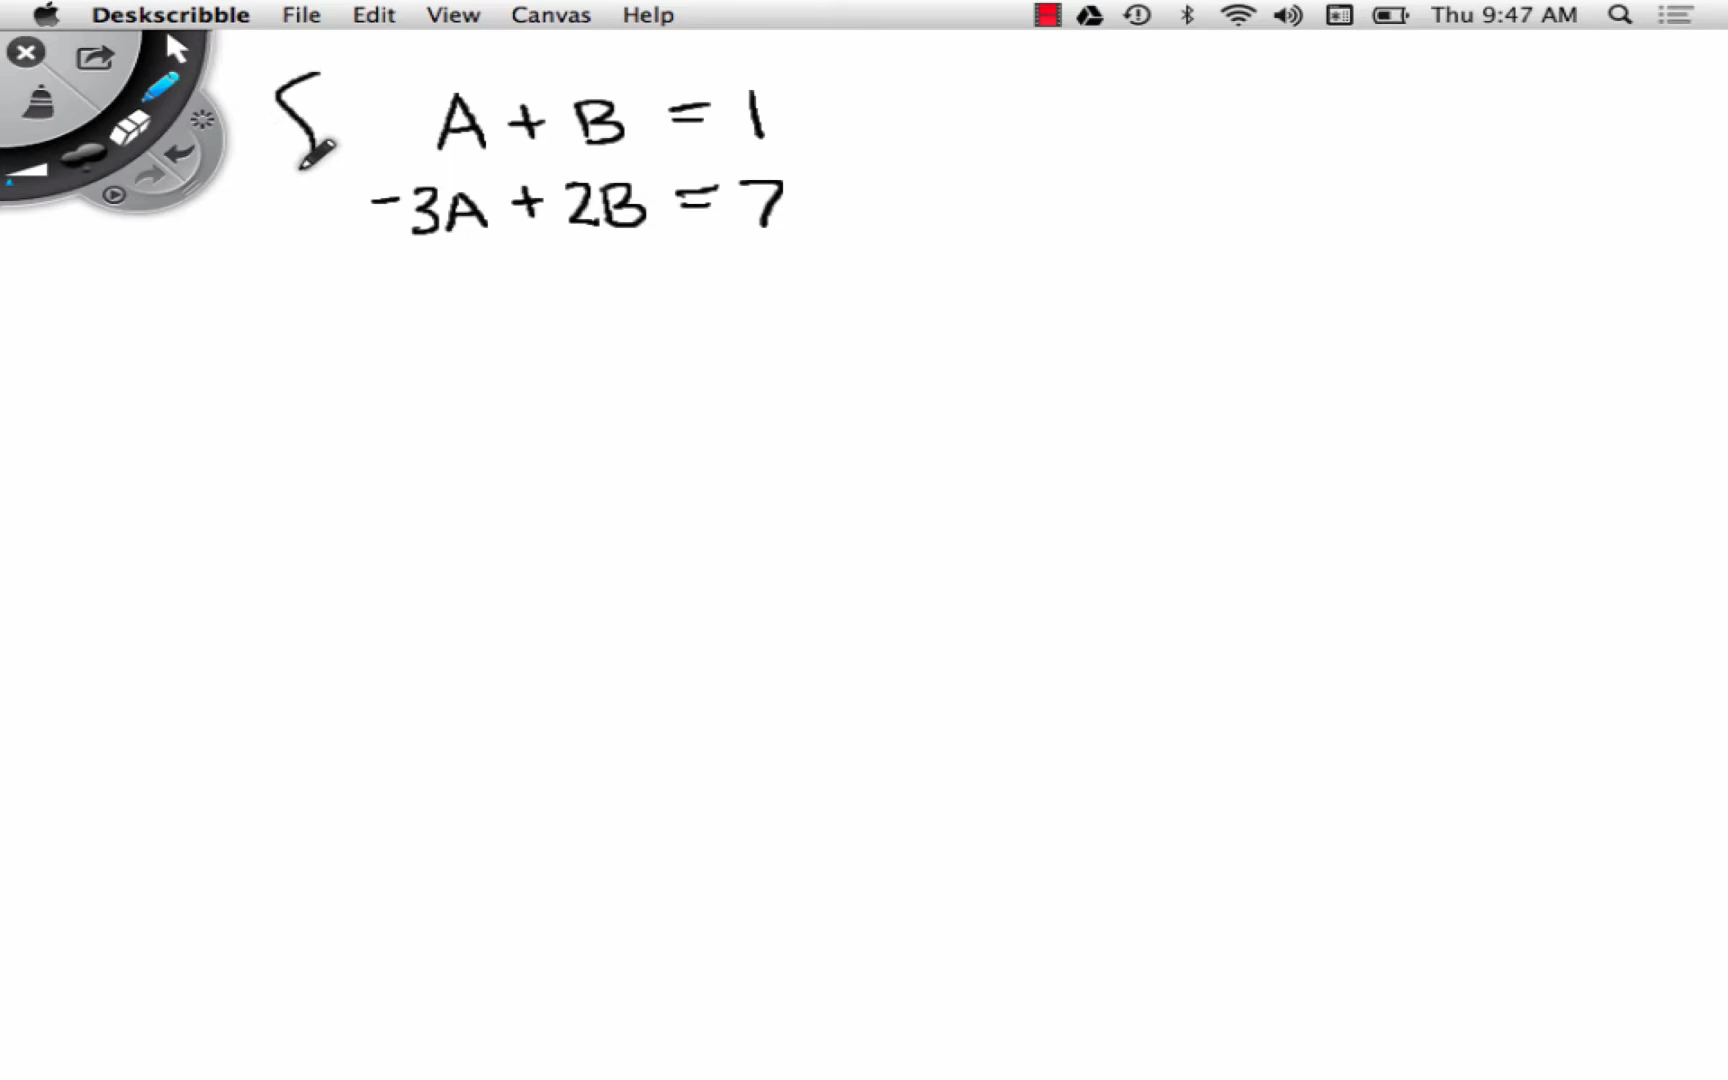 Deskscribble File Edit View Canvas Help Thu 9:47 AM
A + B = 1
-3A + 2B = 7